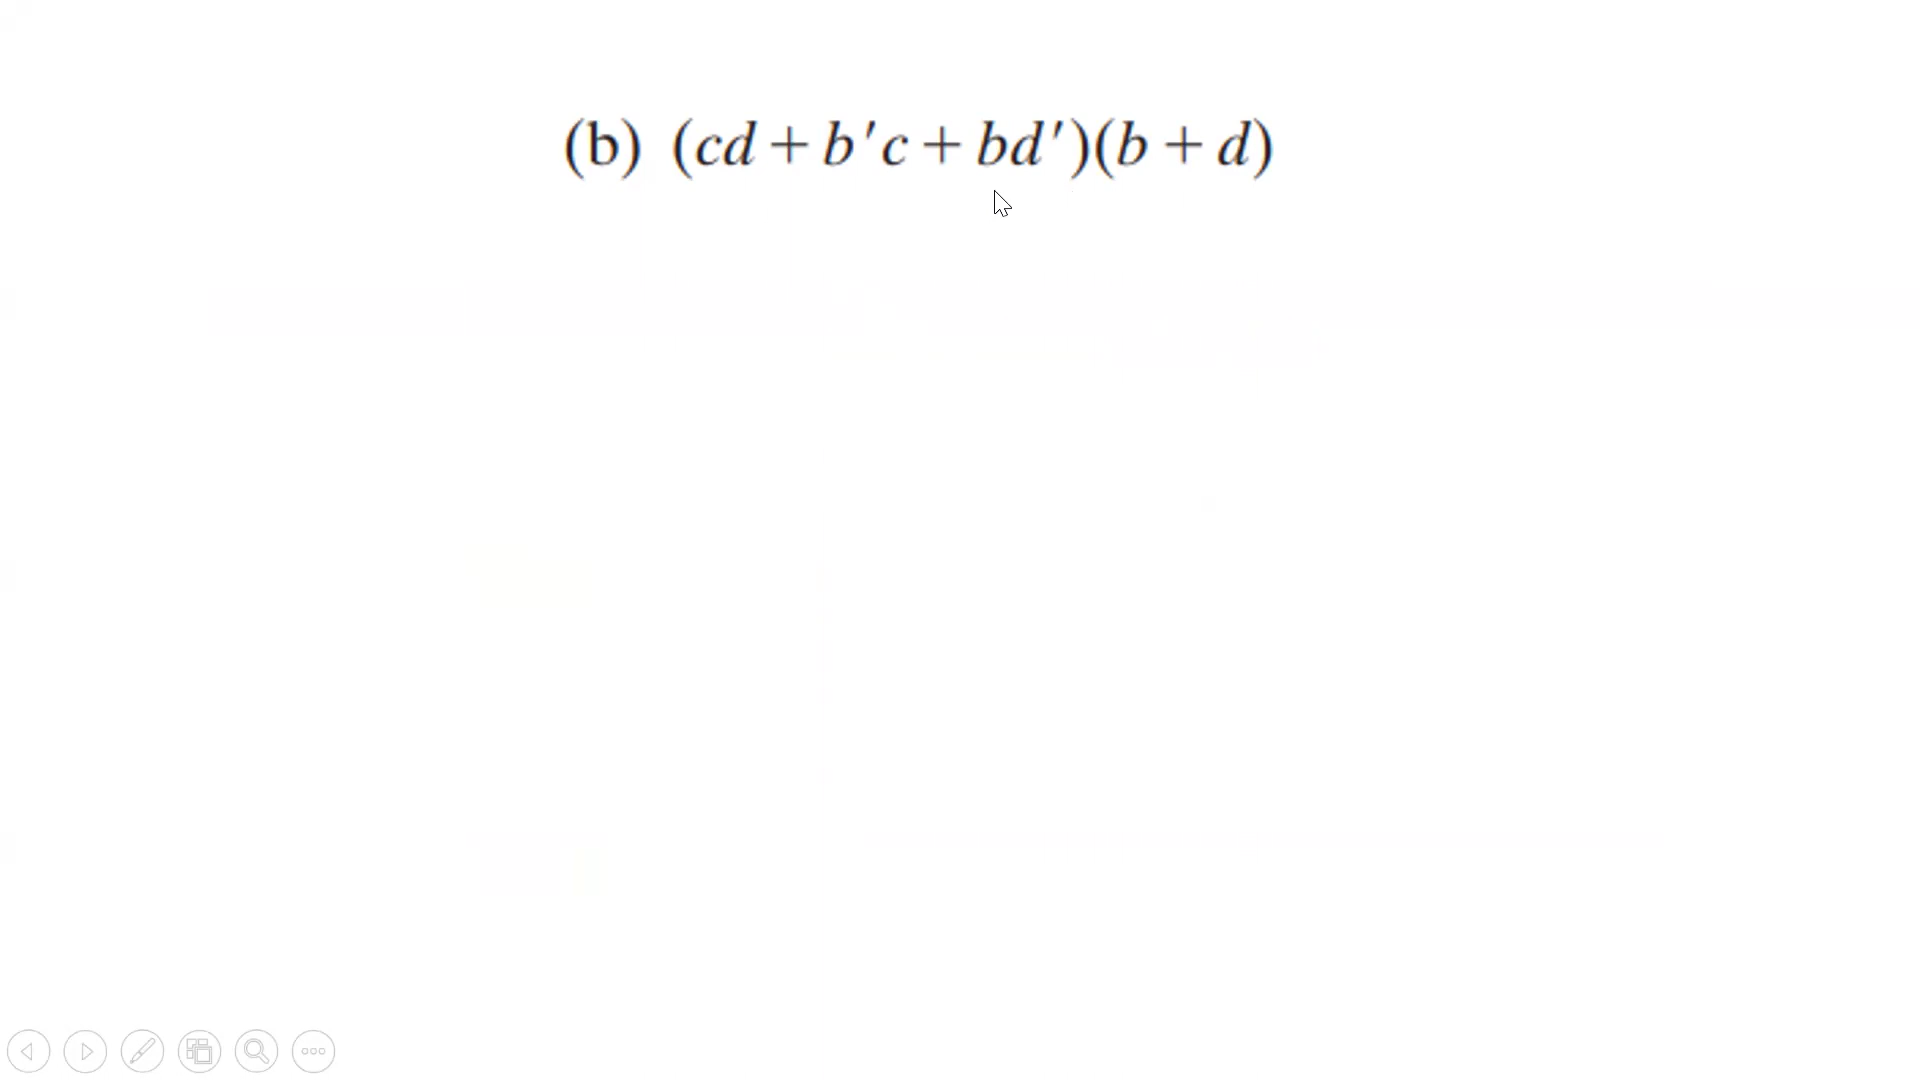 (b) (cd + b′c + bd′)(b + d)